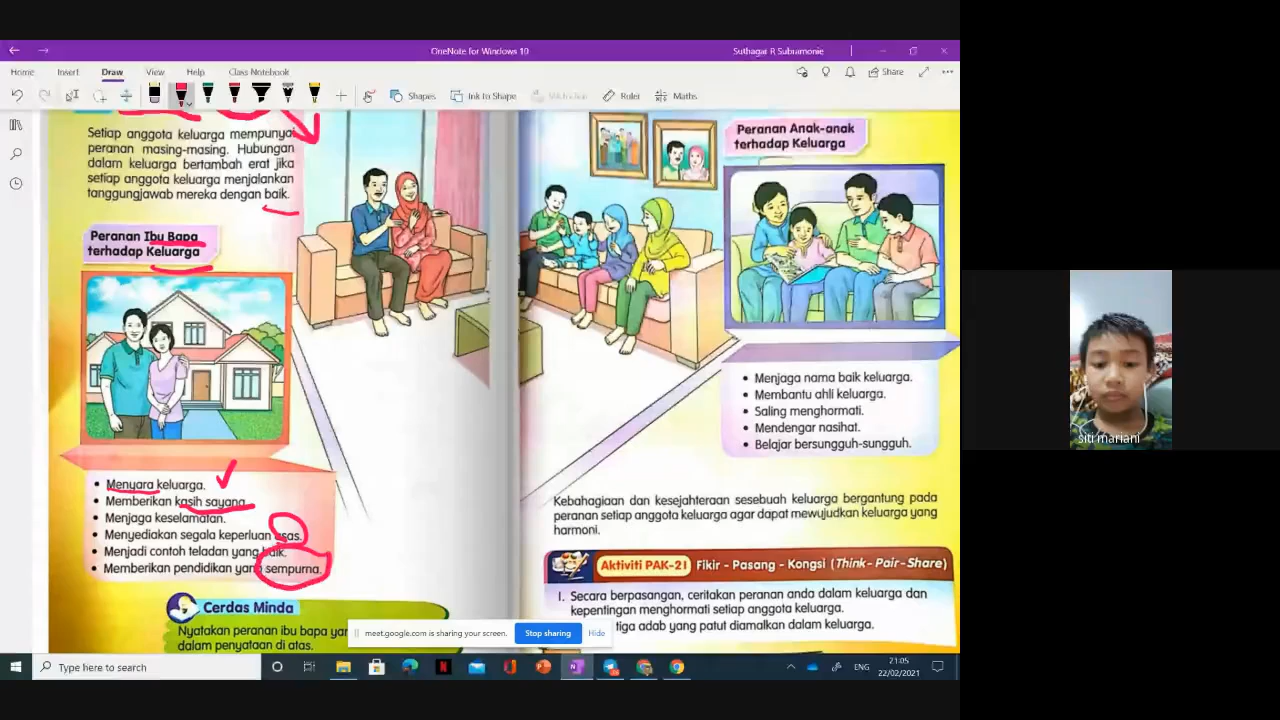 OneNote for Windows 10
Suthagar R Subramonie
Home Insert Draw View Help Class Notebook
Share
Shapes
Ink to Shape
Ruler
Maths
Setiap anggota keluarga mempunyai
peranan masing-masing. Hubungan
dalam keluarga bertambah erat jika
setiap anggota keluarga menjalankan
tanggungjawab mereka dengan baik.
Peranan Ibu Bapa
terhadap Keluarga
• Menyara keluarga.
• Memberikan kasih sayang.
• Menjaga keselamatan.
• Menyediakan segala keperluan asas.
• Menjadi contoh teladan yang baik.
• Memberikan pendidikan yang sempurna.
Cerdas Minda
Nyatakan peranan ibu bapa
dalam penyataan di atas.
Peranan Anak-anak
terhadap Keluarga
• Menjaga nama baik keluarga.
• Membantu ahli keluarga.
• Saling menghormati.
• Mendengar nasihat.
• Belajar bersungguh-sungguh.
Kebahagiaan dan kesejahteraan sesebuah keluarga bergantung pada
peranan setiap anggota keluarga agar dapat mewujudkan keluarga yang
harmoni.
Aktiviti PAK-21 Fikir - Pasang - Kongsi (Think - Pair - Share)
1. Secara berpasangan, ceritakan peranan anda dalam keluarga dan
kepentingan menghormati setiap anggota keluarga.
tiga adab yang patut diamalkan dalam keluarga.
meet.google.com is sharing your screen.
Stop sharing
Hide
Type here to search
ENG
21:05
22/02/2021
siti mariani